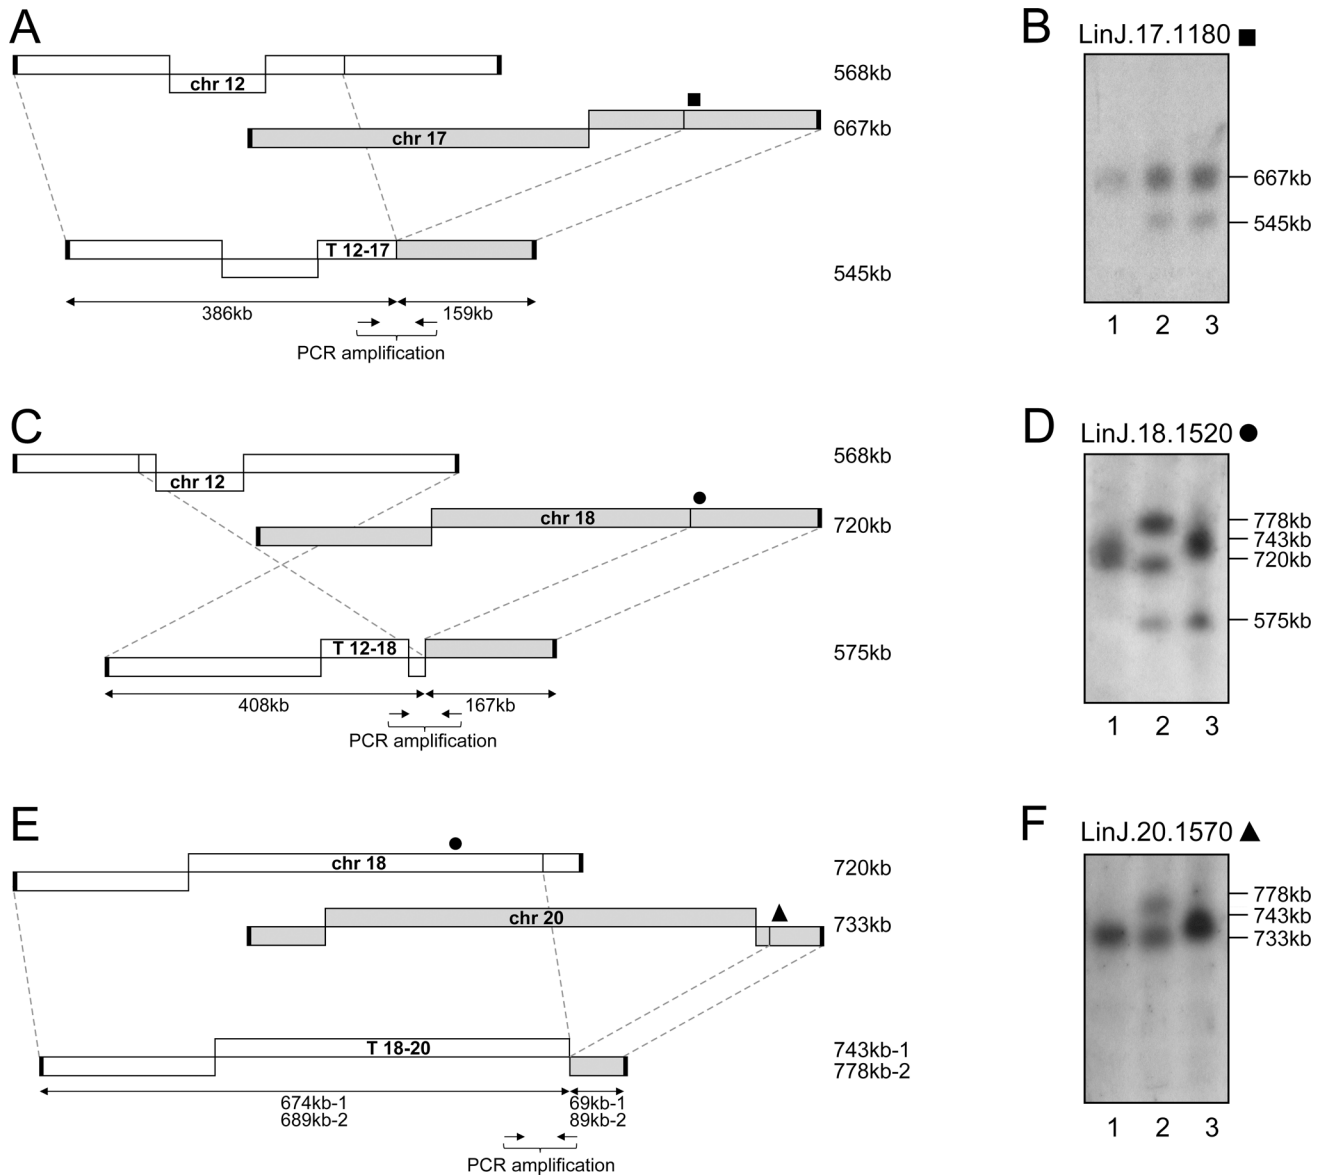 A
chr 12
568kb
chr 17
667kb
T 12-17
545kb
386kb
159kb
PCR amplification
B
LinJ.17.1180 ■
667kb
545kb
1 2 3
C
chr 12
568kb
chr 18
720kb
T 12-18
575kb
408kb
167kb
PCR amplification
D
LinJ.18.1520 ●
778kb
743kb
720kb
575kb
1 2 3
E
chr 18
720kb
chr 20
733kb
T 18-20
743kb-1
778kb-2
674kb-1
689kb-2
69kb-1
89kb-2
PCR amplification
F
LinJ.20.1570 ▲
778kb
743kb
733kb
1 2 3